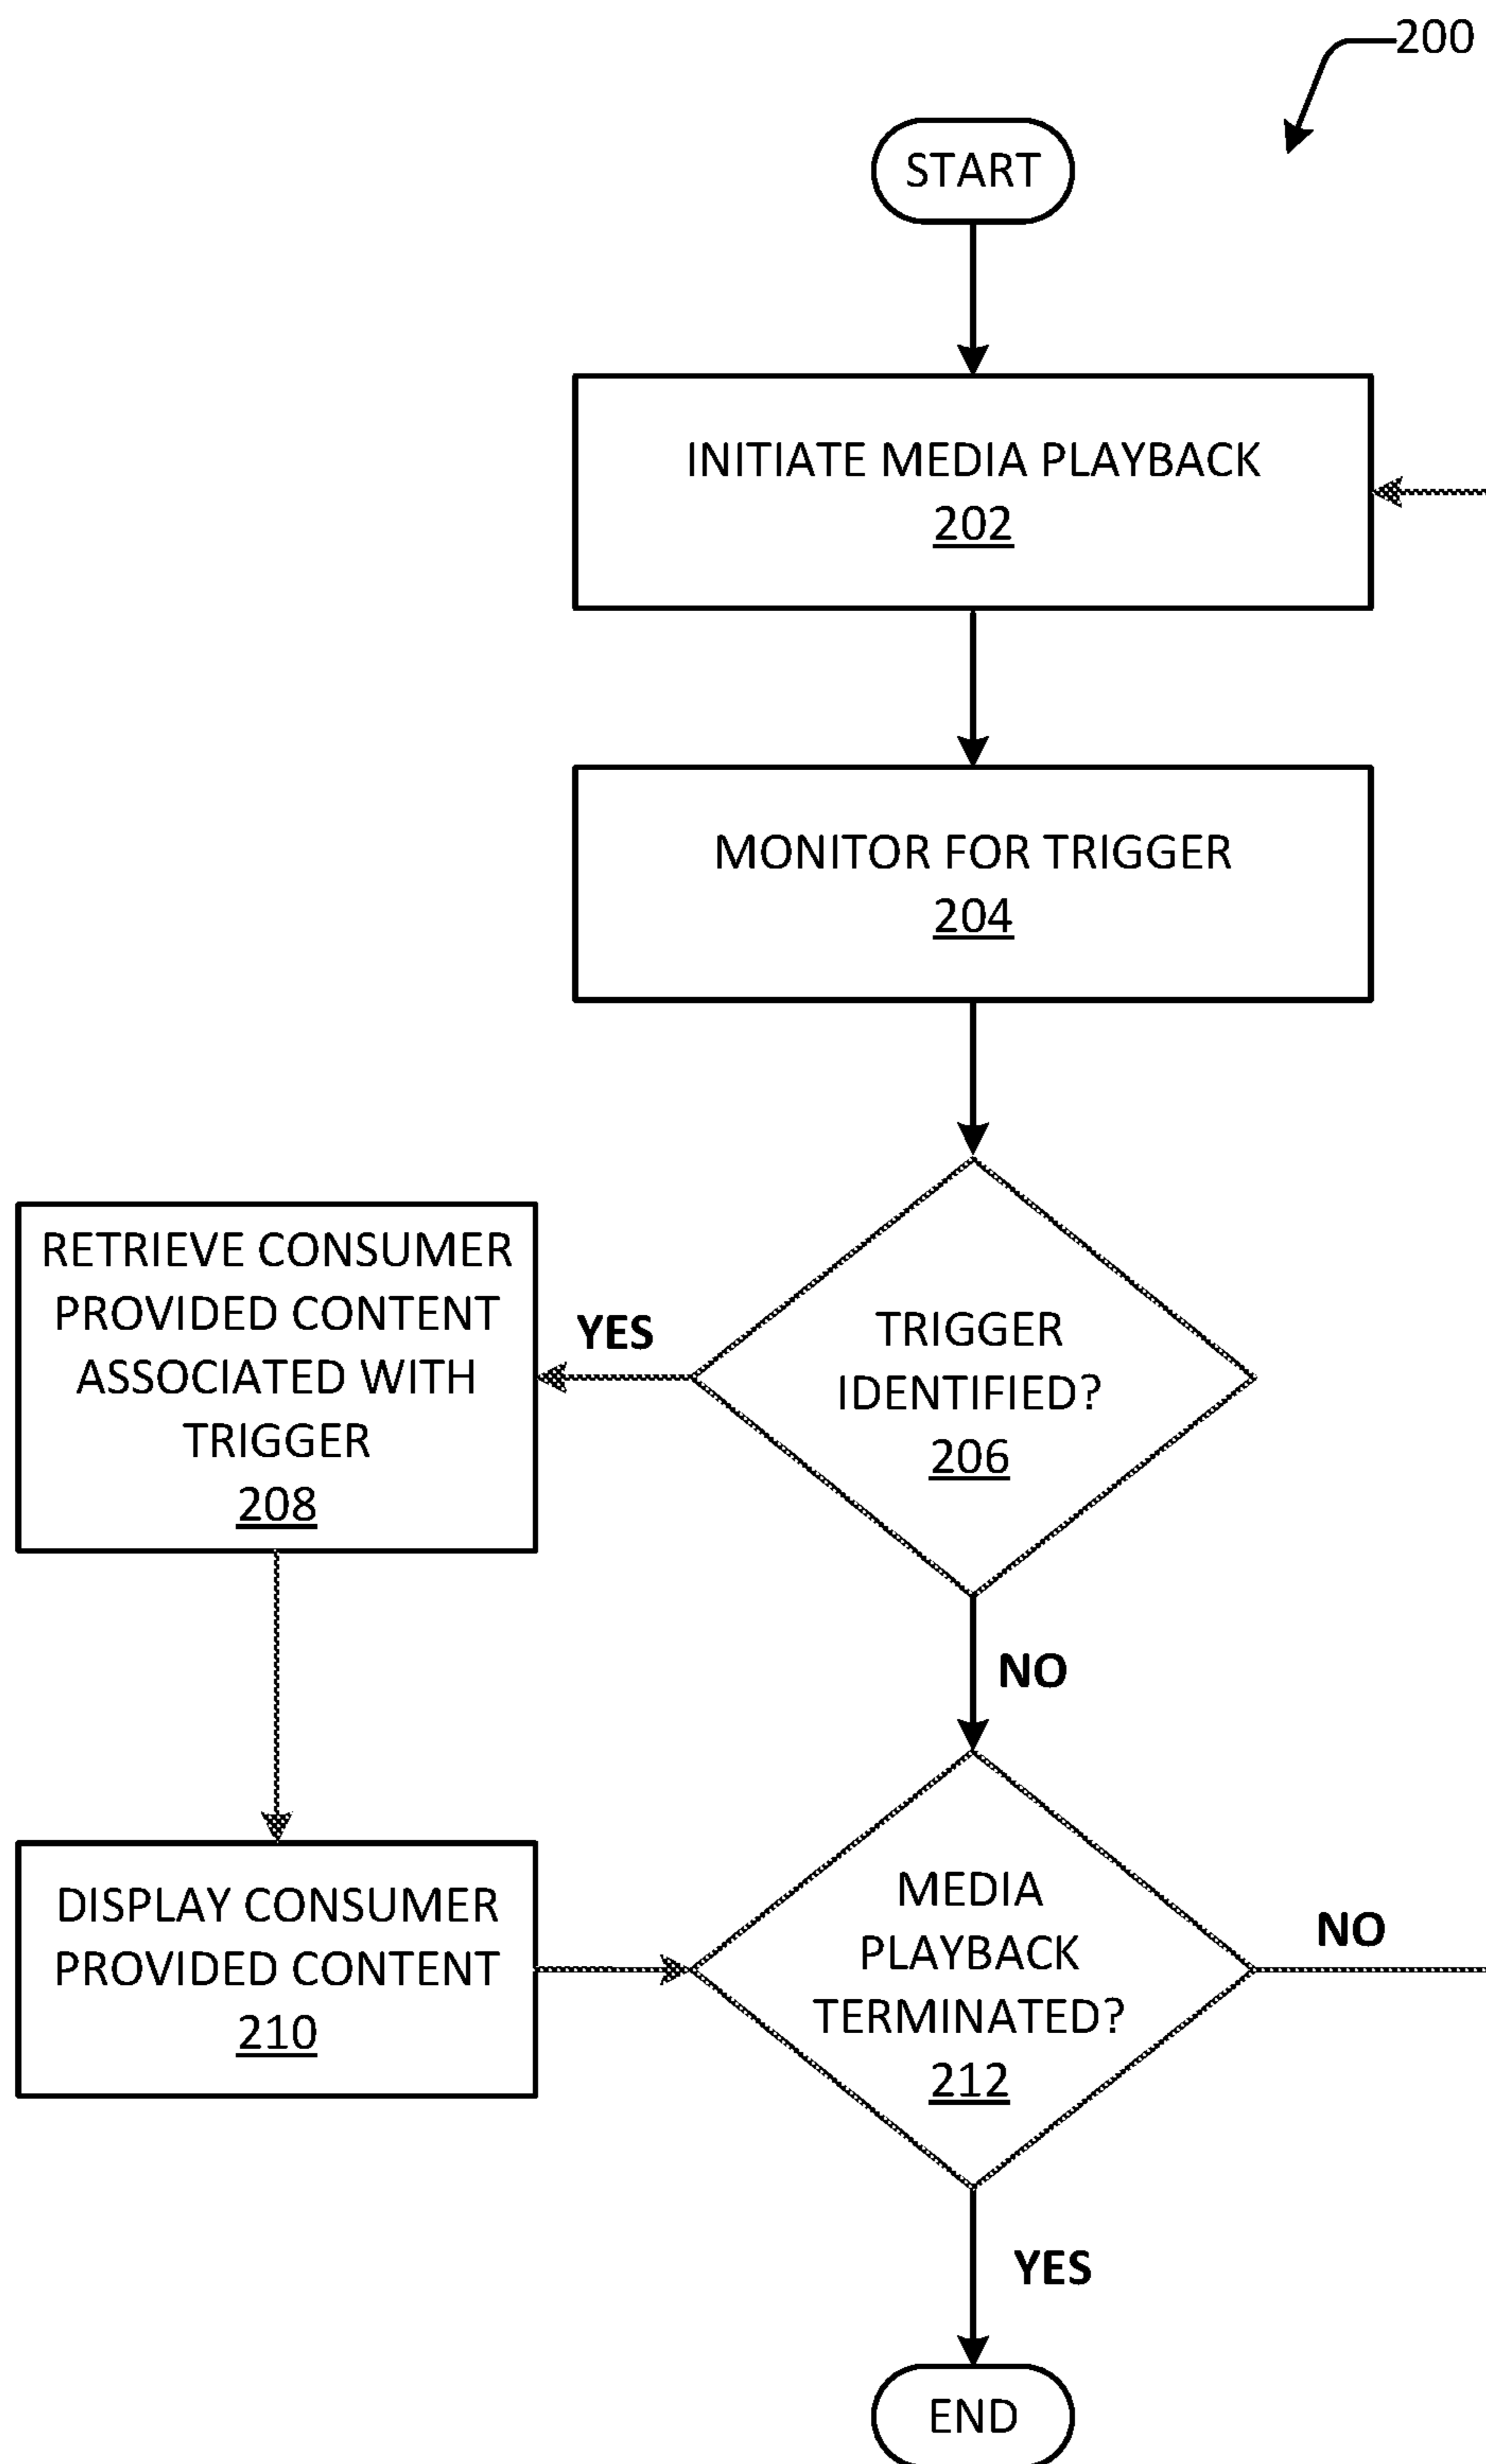 200
START
INITIATE MEDIA PLAYBACK
202
MONITOR FOR TRIGGER
204
TRIGGER
IDENTIFIED?
206
YES
RETRIEVE CONSUMER
PROVIDED CONTENT
ASSOCIATED WITH
TRIGGER
208
NO
DISPLAY CONSUMER
PROVIDED CONTENT
210
MEDIA
PLAYBACK
TERMINATED?
212
NO
YES
END